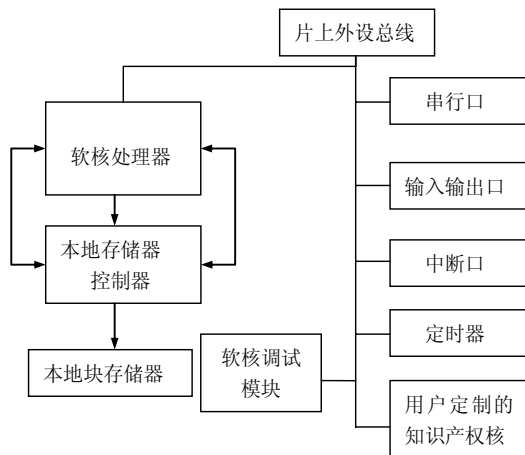 片上外设总线
串行口
软核处理器
输入输出口
本地存储器
控制器
中断口
定时器
软核调试
模块
本地块存储器
用户定制的
知识产权核